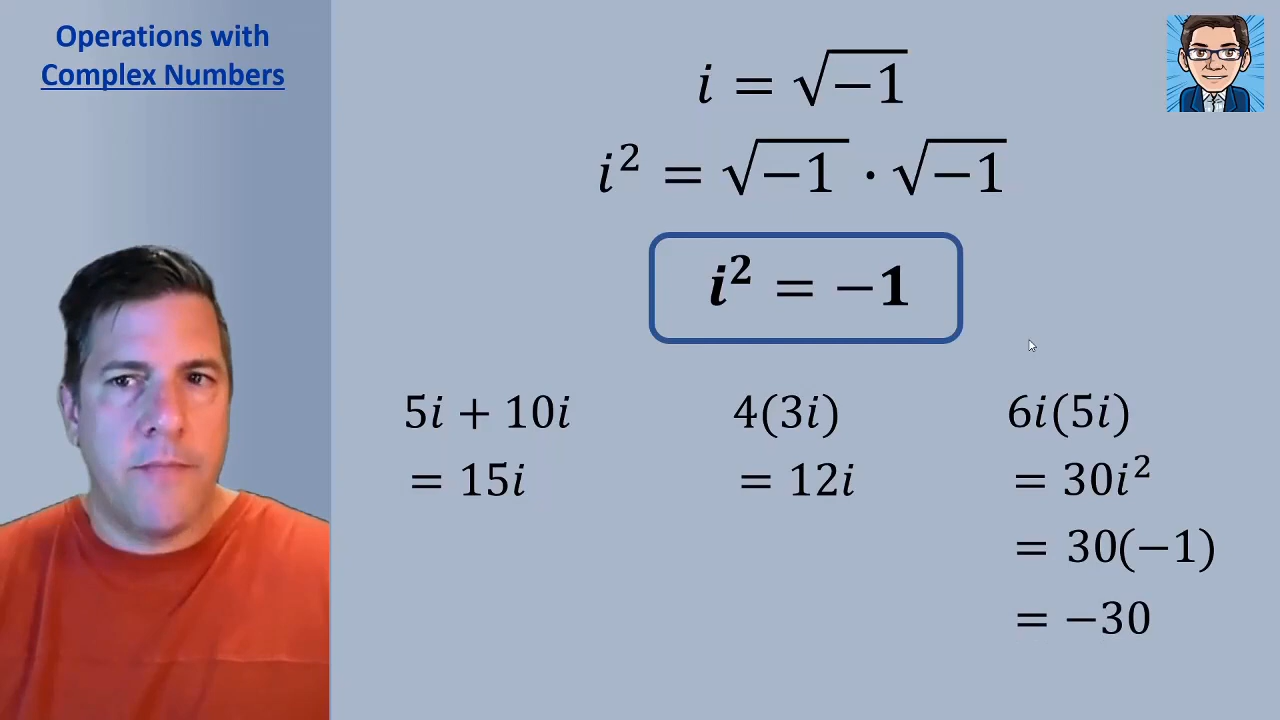 Operations with
Complex Numbers
i = √−1
i² = √−1 · √−1
i² = −1
5i + 10i
= 15i
4(3i)
= 12i
6i(5i)
= 30i²
= 30(−1)
= −30